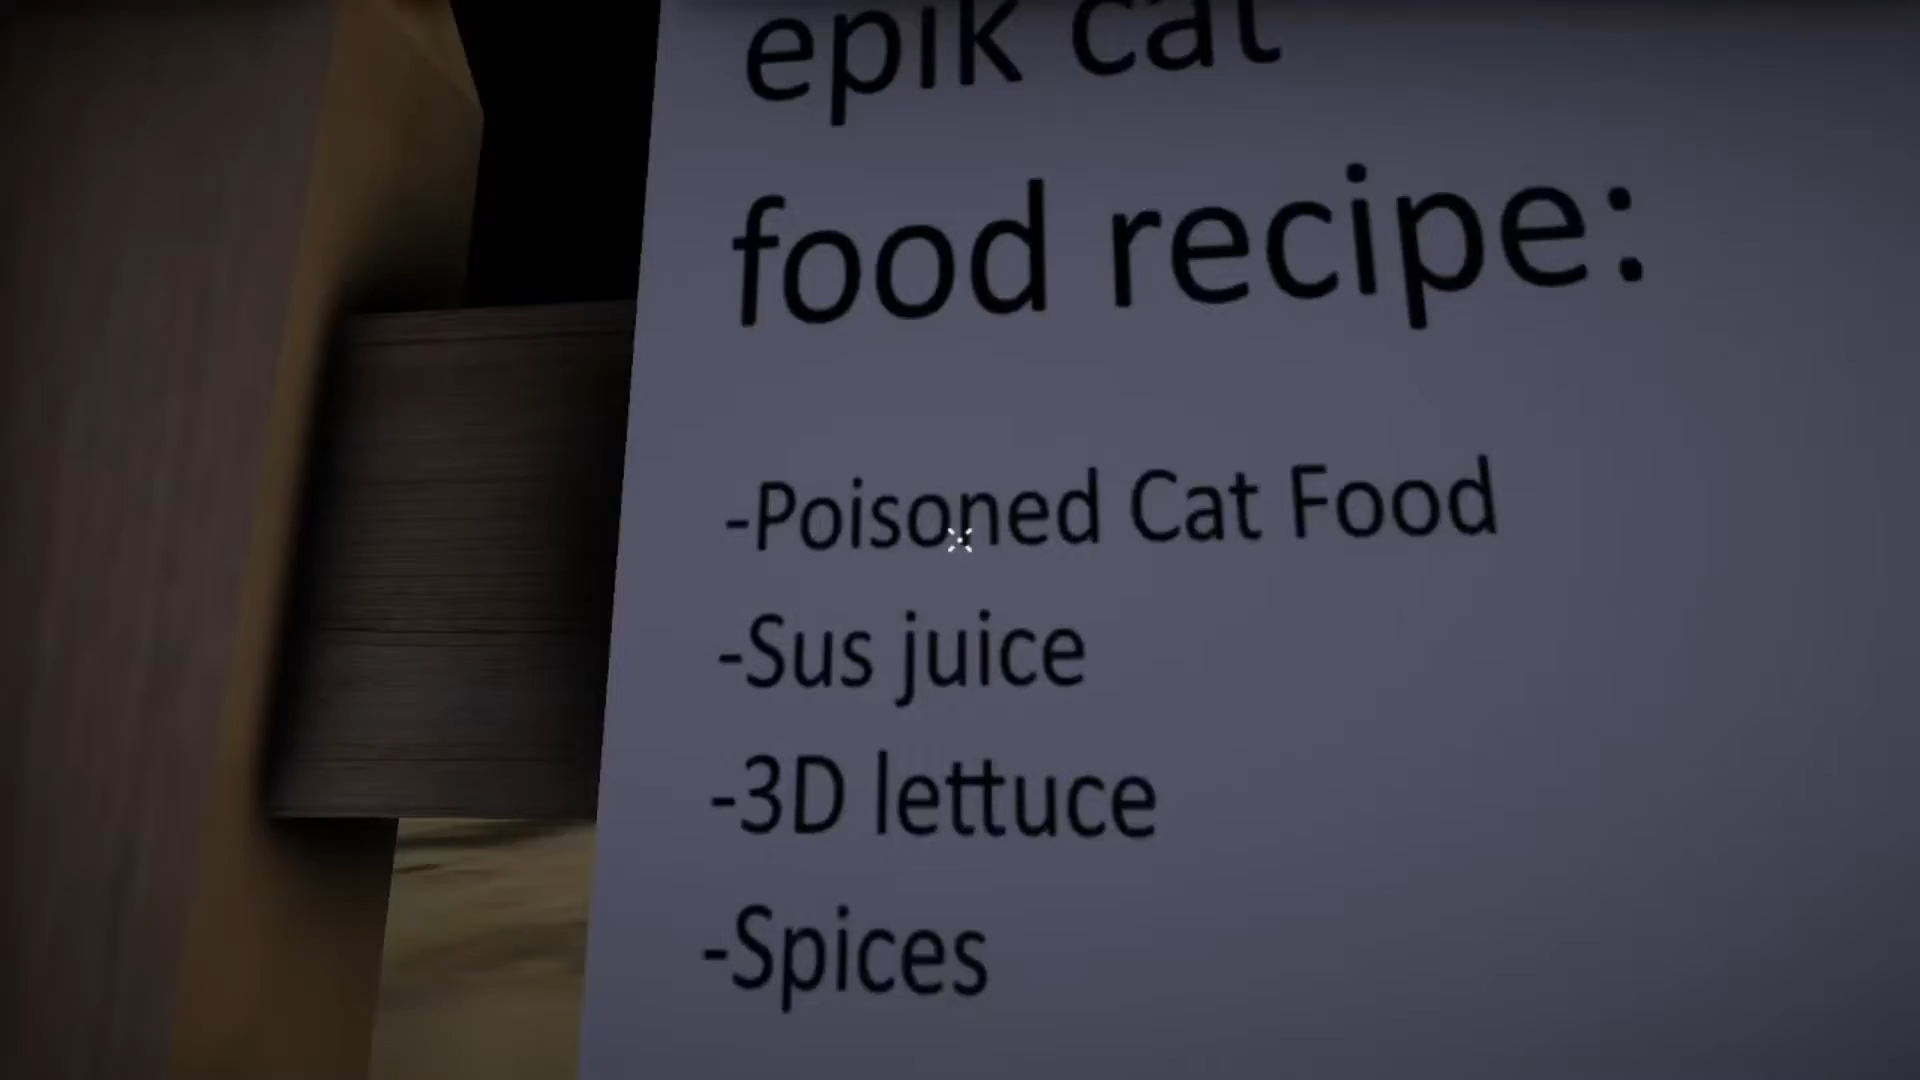 epik cat
food recipe:
-Poisoned Cat Food
-Sus juice
-3D lettuce
-Spices